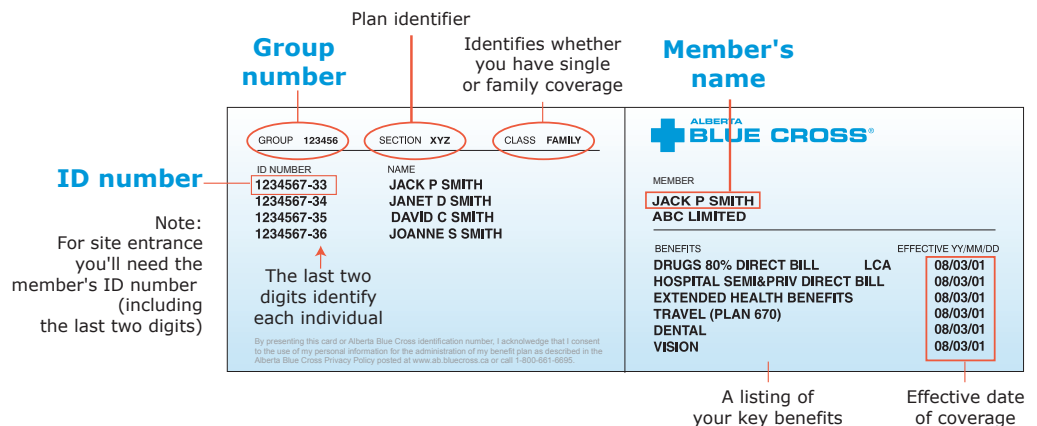 Plan identifier
Group
number
Identifies whether
you have single
or family coverage
Member's
name
GROUP 123456 SECTION XYZ CLASS FAMILY
ID NUMBER NAME
1234567-33 JACK P SMITH
1234567-34 JANET D SMITH
1234567-35 DAVID C SMITH
1234567-36 JOANNE S SMITH
ID number
Note:
For site entrance
you'll need the
member's ID number
(including
the last two digits)
The last two
digits identify
each individual
By presenting this card or Alberta Blue Cross identification number, I acknolwedge that I consent
to the use of my personal information for the administration of my benefit plan as described in the
Alberta Blue Cross Privacy Policy posted at www.ab.bluecross.ca or call 1-800-661-6695.
ALBERTA
BLUE CROSS®
MEMBER
JACK P SMITH
ABC LIMITED
BENEFITS EFFECTIVE YY/MM/DD
DRUGS 80% DIRECT BILL LCA 08/03/01
HOSPITAL SEMI&PRIV DIRECT BILL 08/03/01
EXTENDED HEALTH BENEFITS 08/03/01
TRAVEL (PLAN 670) 08/03/01
DENTAL 08/03/01
VISION 08/03/01
A listing of
your key benefits
Effective date
of coverage